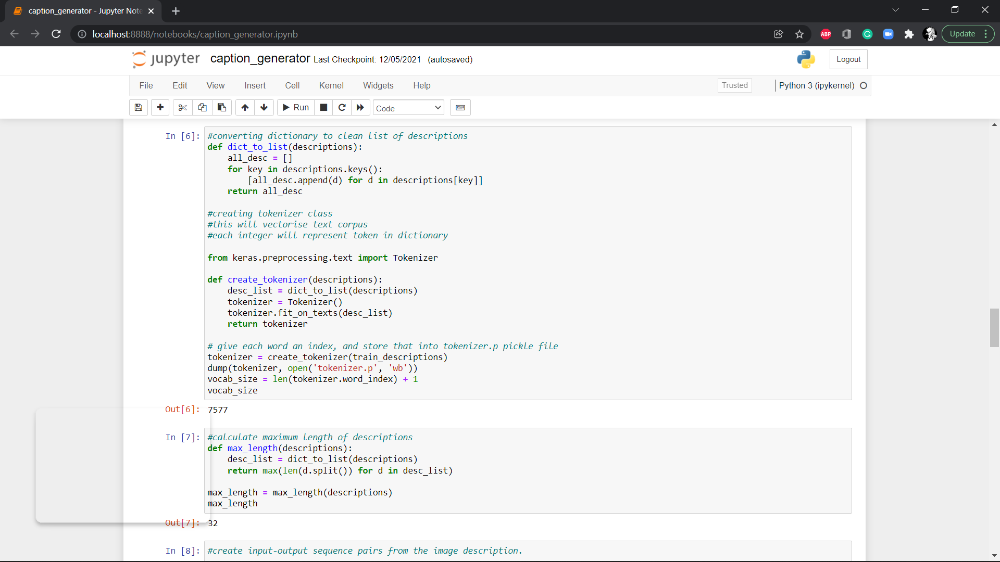 caption_generator - Jupyter Note
localhost:8888/notebooks/caption_generator.ipynb
ABP
Update
jupyter caption_generator Last Checkpoint: 12/05/2021 (autosaved)
Logout
File Edit View Insert Cell Kernel Widgets Help
Trusted
Python 3 (ipykernel)
Run
Code
In [6]: #converting dictionary to clean list of descriptions
def dict_to_list(descriptions):
    all_desc = []
    for key in descriptions.keys():
        [all_desc.append(d) for d in descriptions[key]]
    return all_desc
#creating tokenizer class
#this will vectorise text corpus
#each integer will represent token in dictionary
from keras.preprocessing.text import Tokenizer
def create_tokenizer(descriptions):
    desc_list = dict_to_list(descriptions)
    tokenizer = Tokenizer()
    tokenizer.fit_on_texts(desc_list)
    return tokenizer
# give each word an index, and store that into tokenizer.p pickle file
tokenizer = create_tokenizer(train_descriptions)
dump(tokenizer, open('tokenizer.p', 'wb'))
vocab_size = len(tokenizer.word_index) + 1
vocab_size
Out[6]: 7577
In [7]: #calculate maximum length of descriptions
def max_length(descriptions):
    desc_list = dict_to_list(descriptions)
    return max(len(d.split()) for d in desc_list)
max_length = max_length(descriptions)
max_length
Out[7]: 32
In [8]: #create input-output sequence pairs from the image description.